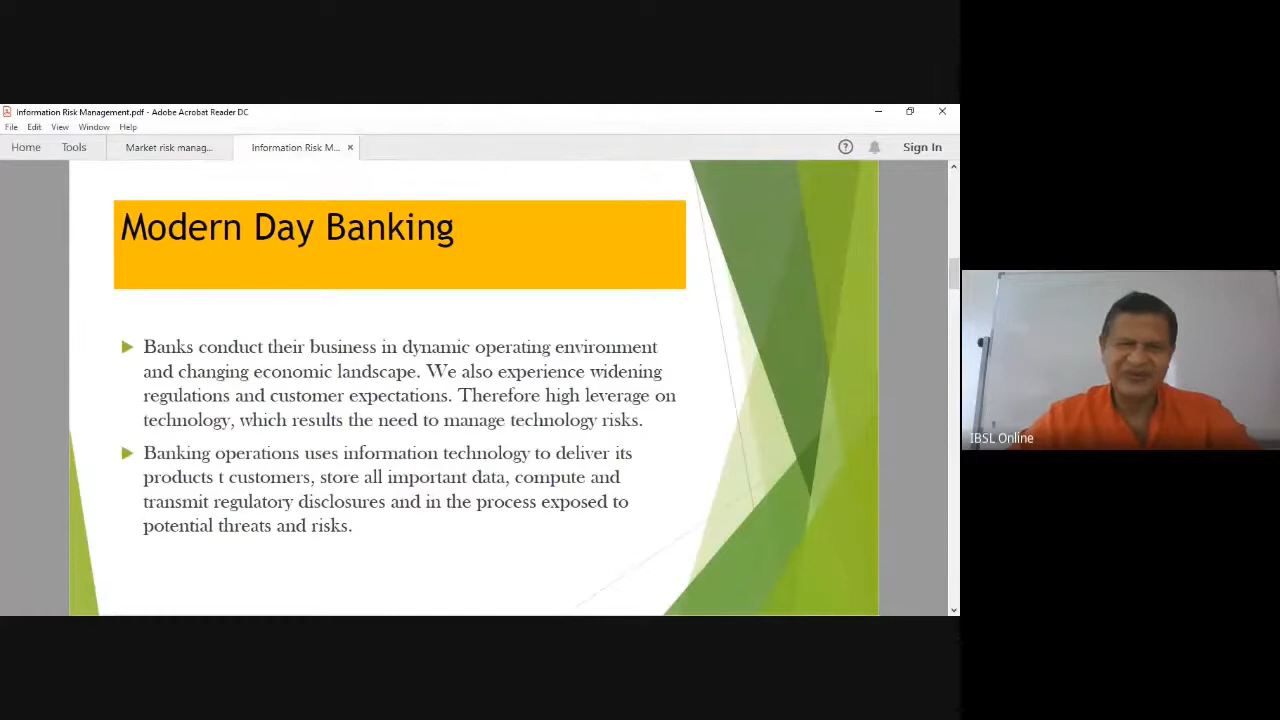 Information Risk Management.pdf - Adobe Acrobat Reader DC
File Edit View Window Help
Home Tools Market risk manag... Information Risk M... × ? Sign In
Modern Day Banking
Banks conduct their business in dynamic operating environment
and changing economic landscape. We also experience widening
regulations and customer expectations. Therefore high leverage on
technology, which results the need to manage technology risks.
Banking operations uses information technology to deliver its
products t customers, store all important data, compute and
transmit regulatory disclosures and in the process exposed to
potential threats and risks.
IBSL Online